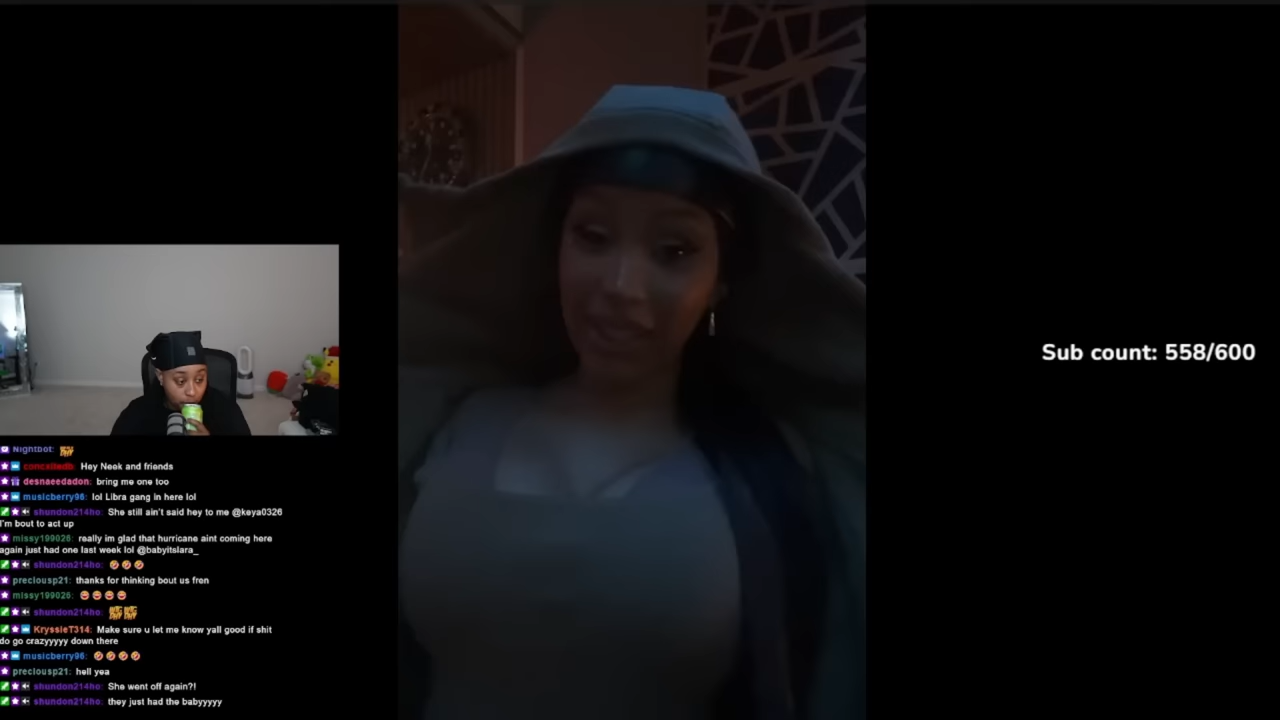 Nightbot:
concaited: Hey Neek and friends
desnaeedadon: bring me one too
musicberry96: lol Libra gang in here lol
shundon214ho: She still ain't said hey to me @keya0326
I'm bout to act up
missy199026: really im glad that hurricane aint coming here
again just had one last week lol @babyitslara_
shundon214ho:
preciousp21: thanks for thinking bout us fren
missy199026:
shundon214ho:
KryssieT314: Make sure u let me know yall good if shit
do go crazyyyyy down there
musicberry96:
preciousp21: hell yea
shundon214ho: She went off again?!
shundon214ho: they just had the babyyyyy
Sub count: 558/600